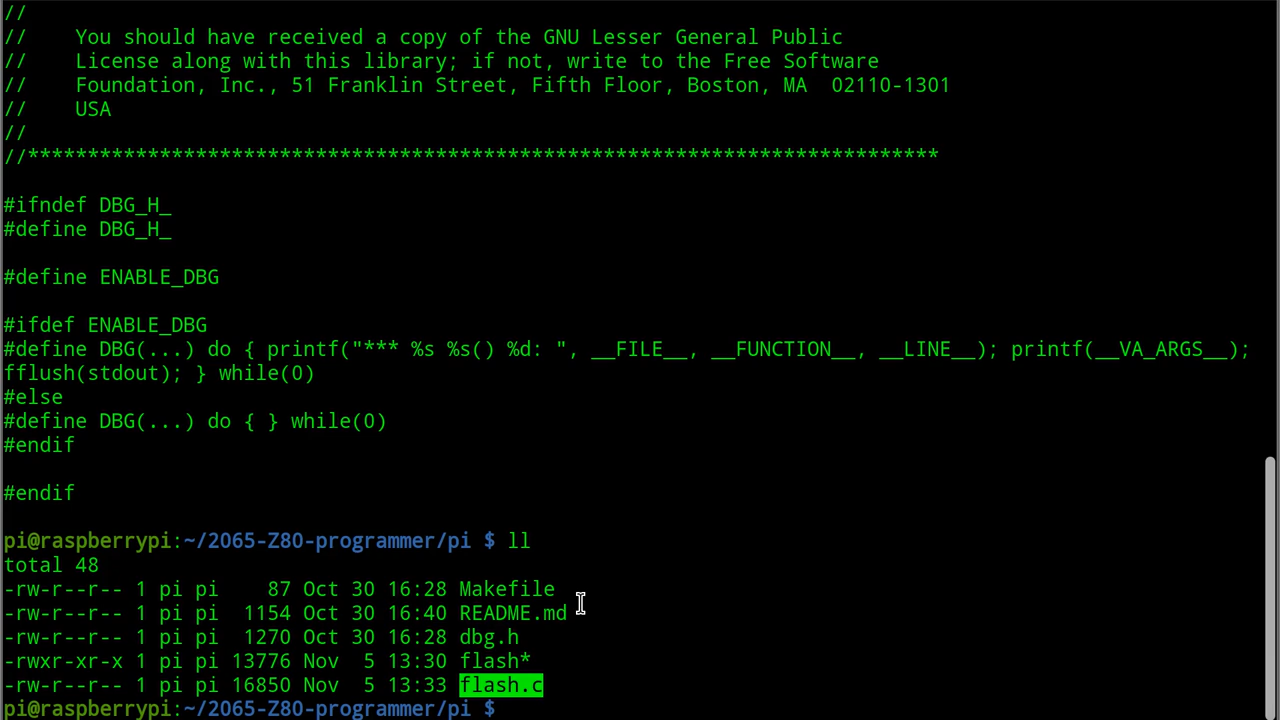 //
//    You should have received a copy of the GNU Lesser General Public
//    License along with this library; if not, write to the Free Software
//    Foundation, Inc., 51 Franklin Street, Fifth Floor, Boston, MA  02110-1301
//    USA
//
//****************************************************************************

#ifndef DBG_H_
#define DBG_H_

#define ENABLE_DBG

#ifdef ENABLE_DBG
#define DBG(...) do { printf("*** %s %s() %d: ", __FILE__, __FUNCTION__, __LINE__); printf(__VA_ARGS__);
fflush(stdout); } while(0)
#else
#define DBG(...) do { } while(0)
#endif

#endif

pi@raspberrypi:~/2065-Z80-programmer/pi $ ll
total 48
-rw-r--r-- 1 pi pi    87 Oct 30 16:28 Makefile
-rw-r--r-- 1 pi pi  1154 Oct 30 16:40 README.md
-rw-r--r-- 1 pi pi  1270 Oct 30 16:28 dbg.h
-rwxr-xr-x 1 pi pi 13776 Nov  5 13:30 flash*
-rw-r--r-- 1 pi pi 16850 Nov  5 13:33 flash.c
pi@raspberrypi:~/2065-Z80-programmer/pi $